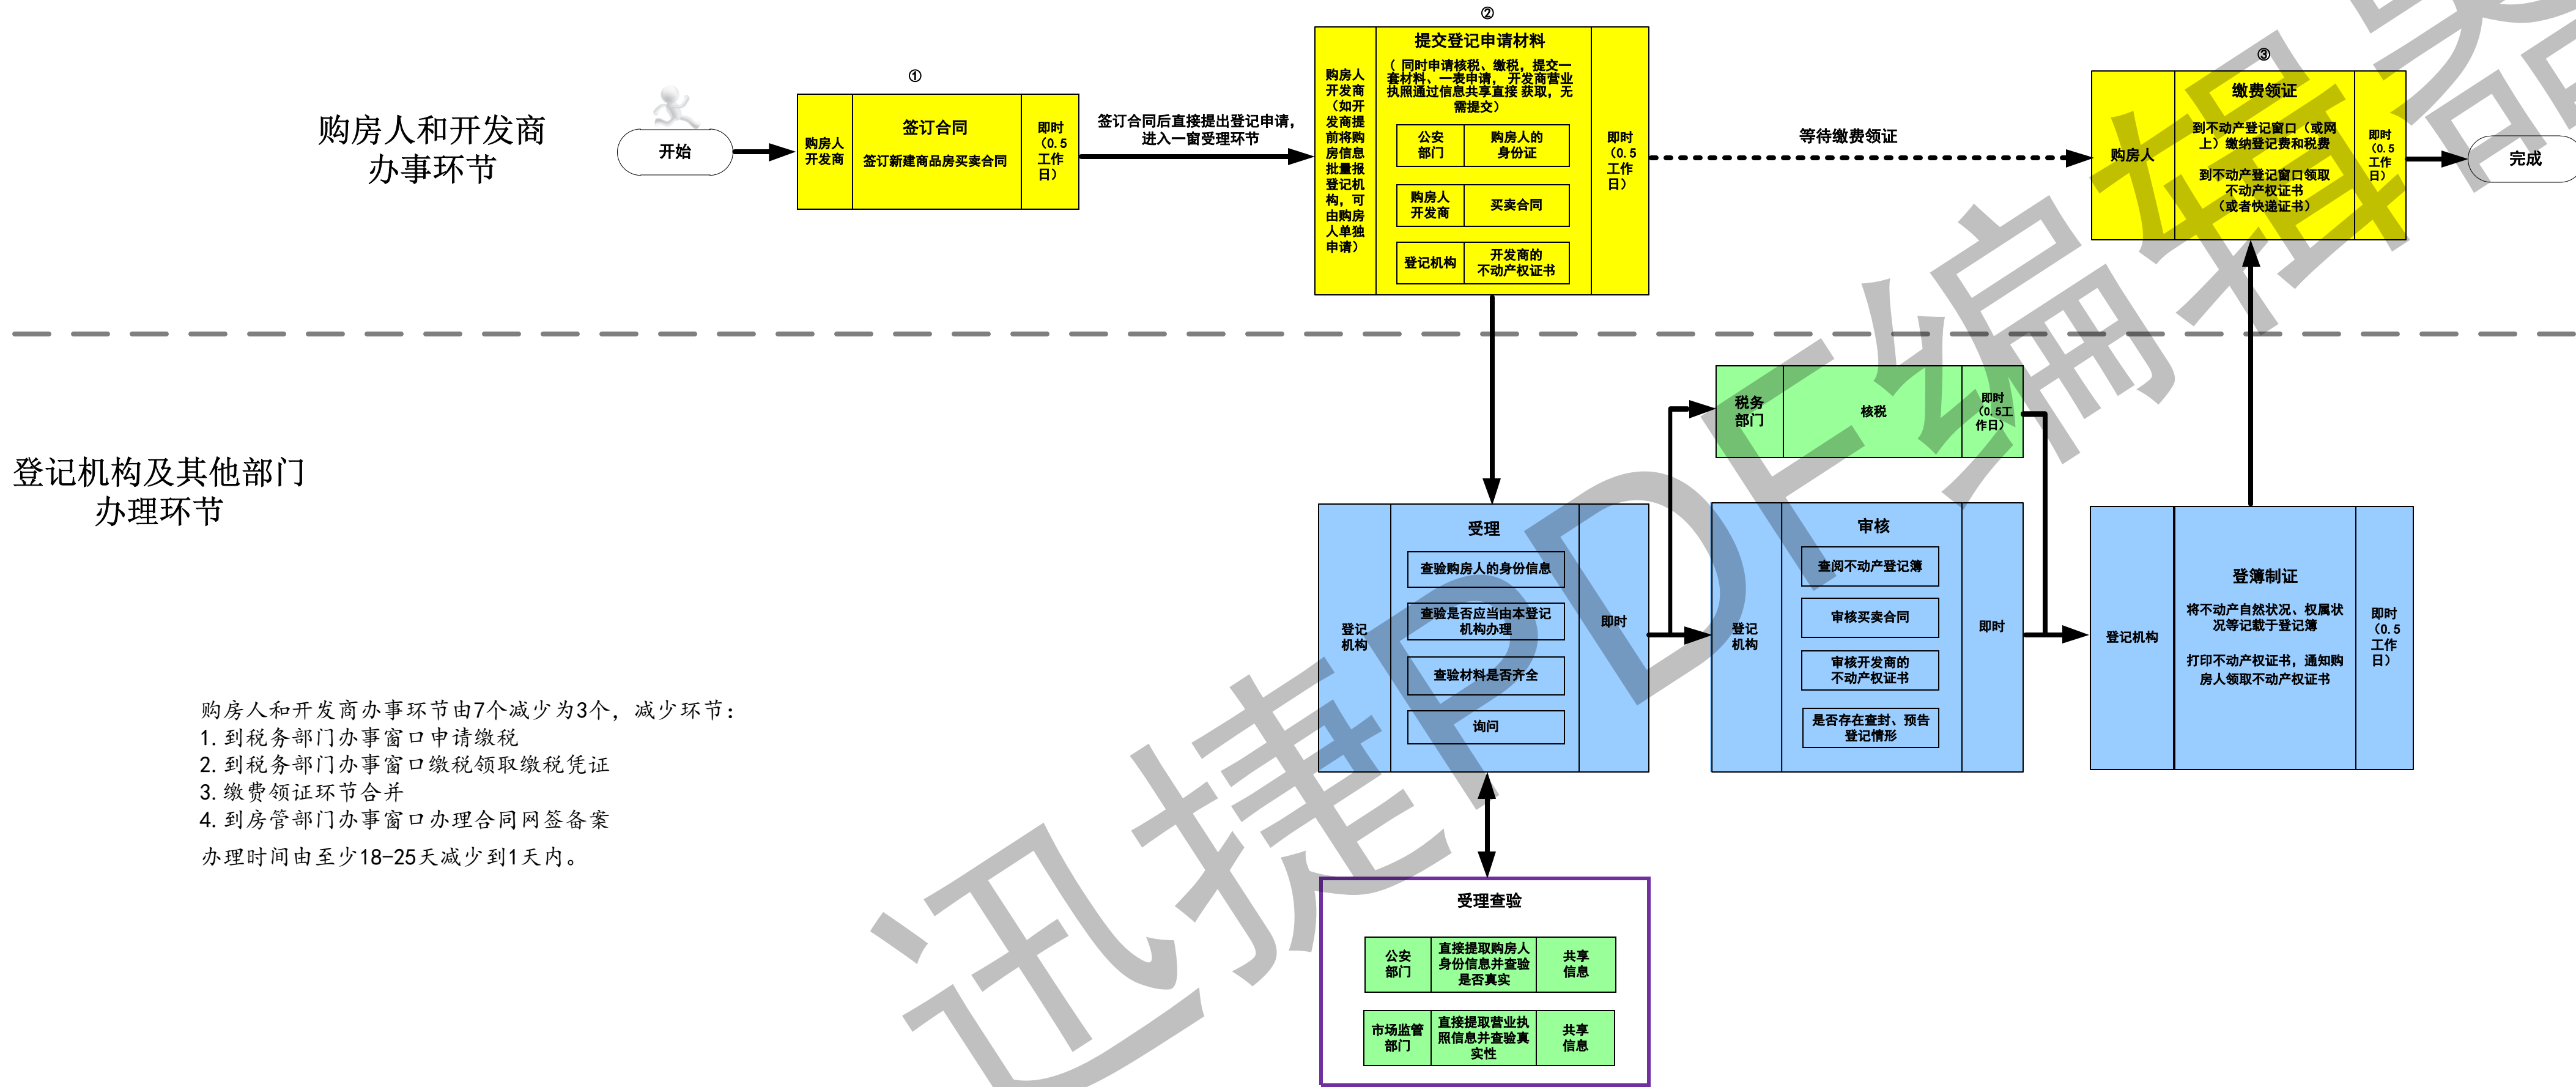 购房人和开发商
办事环节
开始
①
购房人
开发商
签订合同
签订新建商品房买卖合同
即时
（0.5
工作
日）
签订合同后直接提出登记申请，
进入一窗受理环节
②
购房人
开发商
（如开
发商提
前将购
房信息
批量报
登记机
构，可
由购房
人单独
申请）
提交登记申请材料
（ 同时申请核税、缴税，提交一
套材料、一表申请， 开发商营业
执照通过信息共享直接 获取，无
需提交）
公安
部门
购房人的
身份证
购房人
开发商
买卖合同
登记机构
开发商的
不动产权证书
即时
（0.5
工作
日）
等待缴费领证
③
购房人
缴费领证
到不动产登记窗口（或网
上）缴纳登记费和税费
到不动产登记窗口领取
不动产权证书
（或者快递证书）
即时
（0.5
工作
日）
完成
登记机构及其他部门
办理环节
税务
部门
核税
即时
（0.5工
作日）
登记
机构
受理
查验购房人的身份信息
查验是否应当由本登记
机构办理
查验材料是否齐全
询问
即时
登记
机构
审核
查阅不动产登记簿
审核买卖合同
审核开发商的
不动产权证书
是否存在查封、预告
登记情形
即时
登记机构
登簿制证
将不动产自然状况、权属状
况等记载于登记簿
打印不动产权证书，通知购
房人领取不动产权证书
即时
（0.5
工作
日）
购房人和开发商办事环节由7个减少为3个，减少环节：
1.到税务部门办事窗口申请缴税
2.到税务部门办事窗口缴税领取缴税凭证
3.缴费领证环节合并
4.到房管部门办事窗口办理合同网签备案
办理时间由至少18-25天减少到1天内。
受理查验
公安
部门
直接提取购房人
身份信息并查验
是否真实
共享
信息
市场监管
部门
直接提取营业执
照信息并查验真
实性
共享
信息
迅捷PDF编辑器